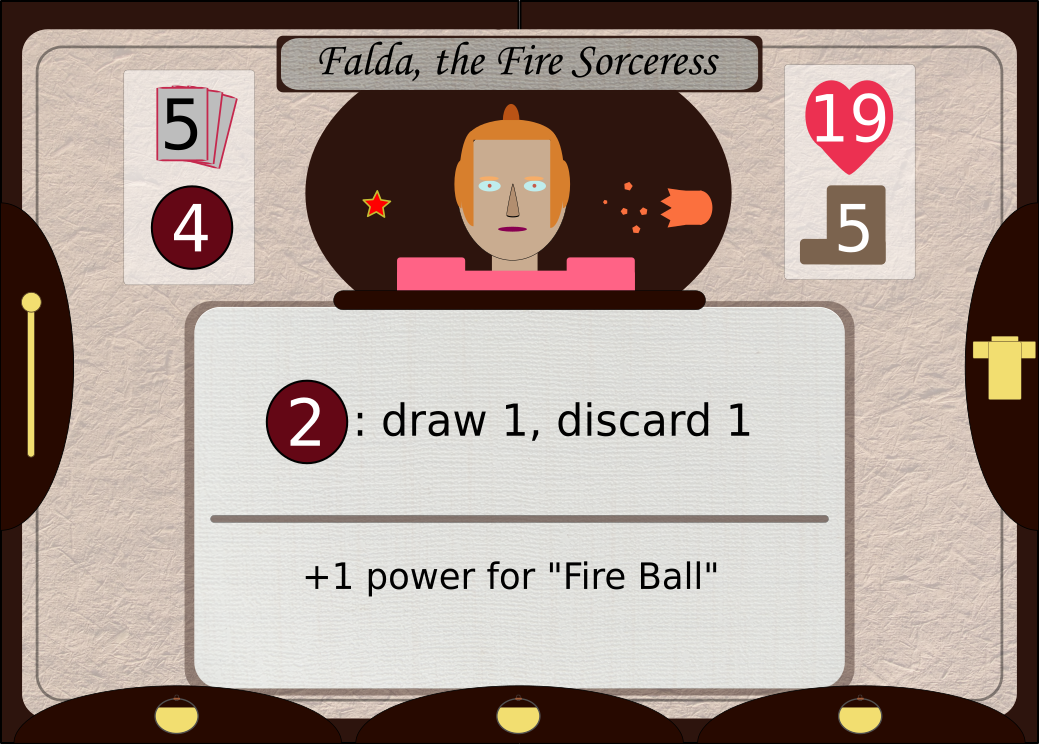 Falda, the Fire Sorceress
5
4
19
5
2 : draw 1, discard 1
+1 power for "Fire Ball"